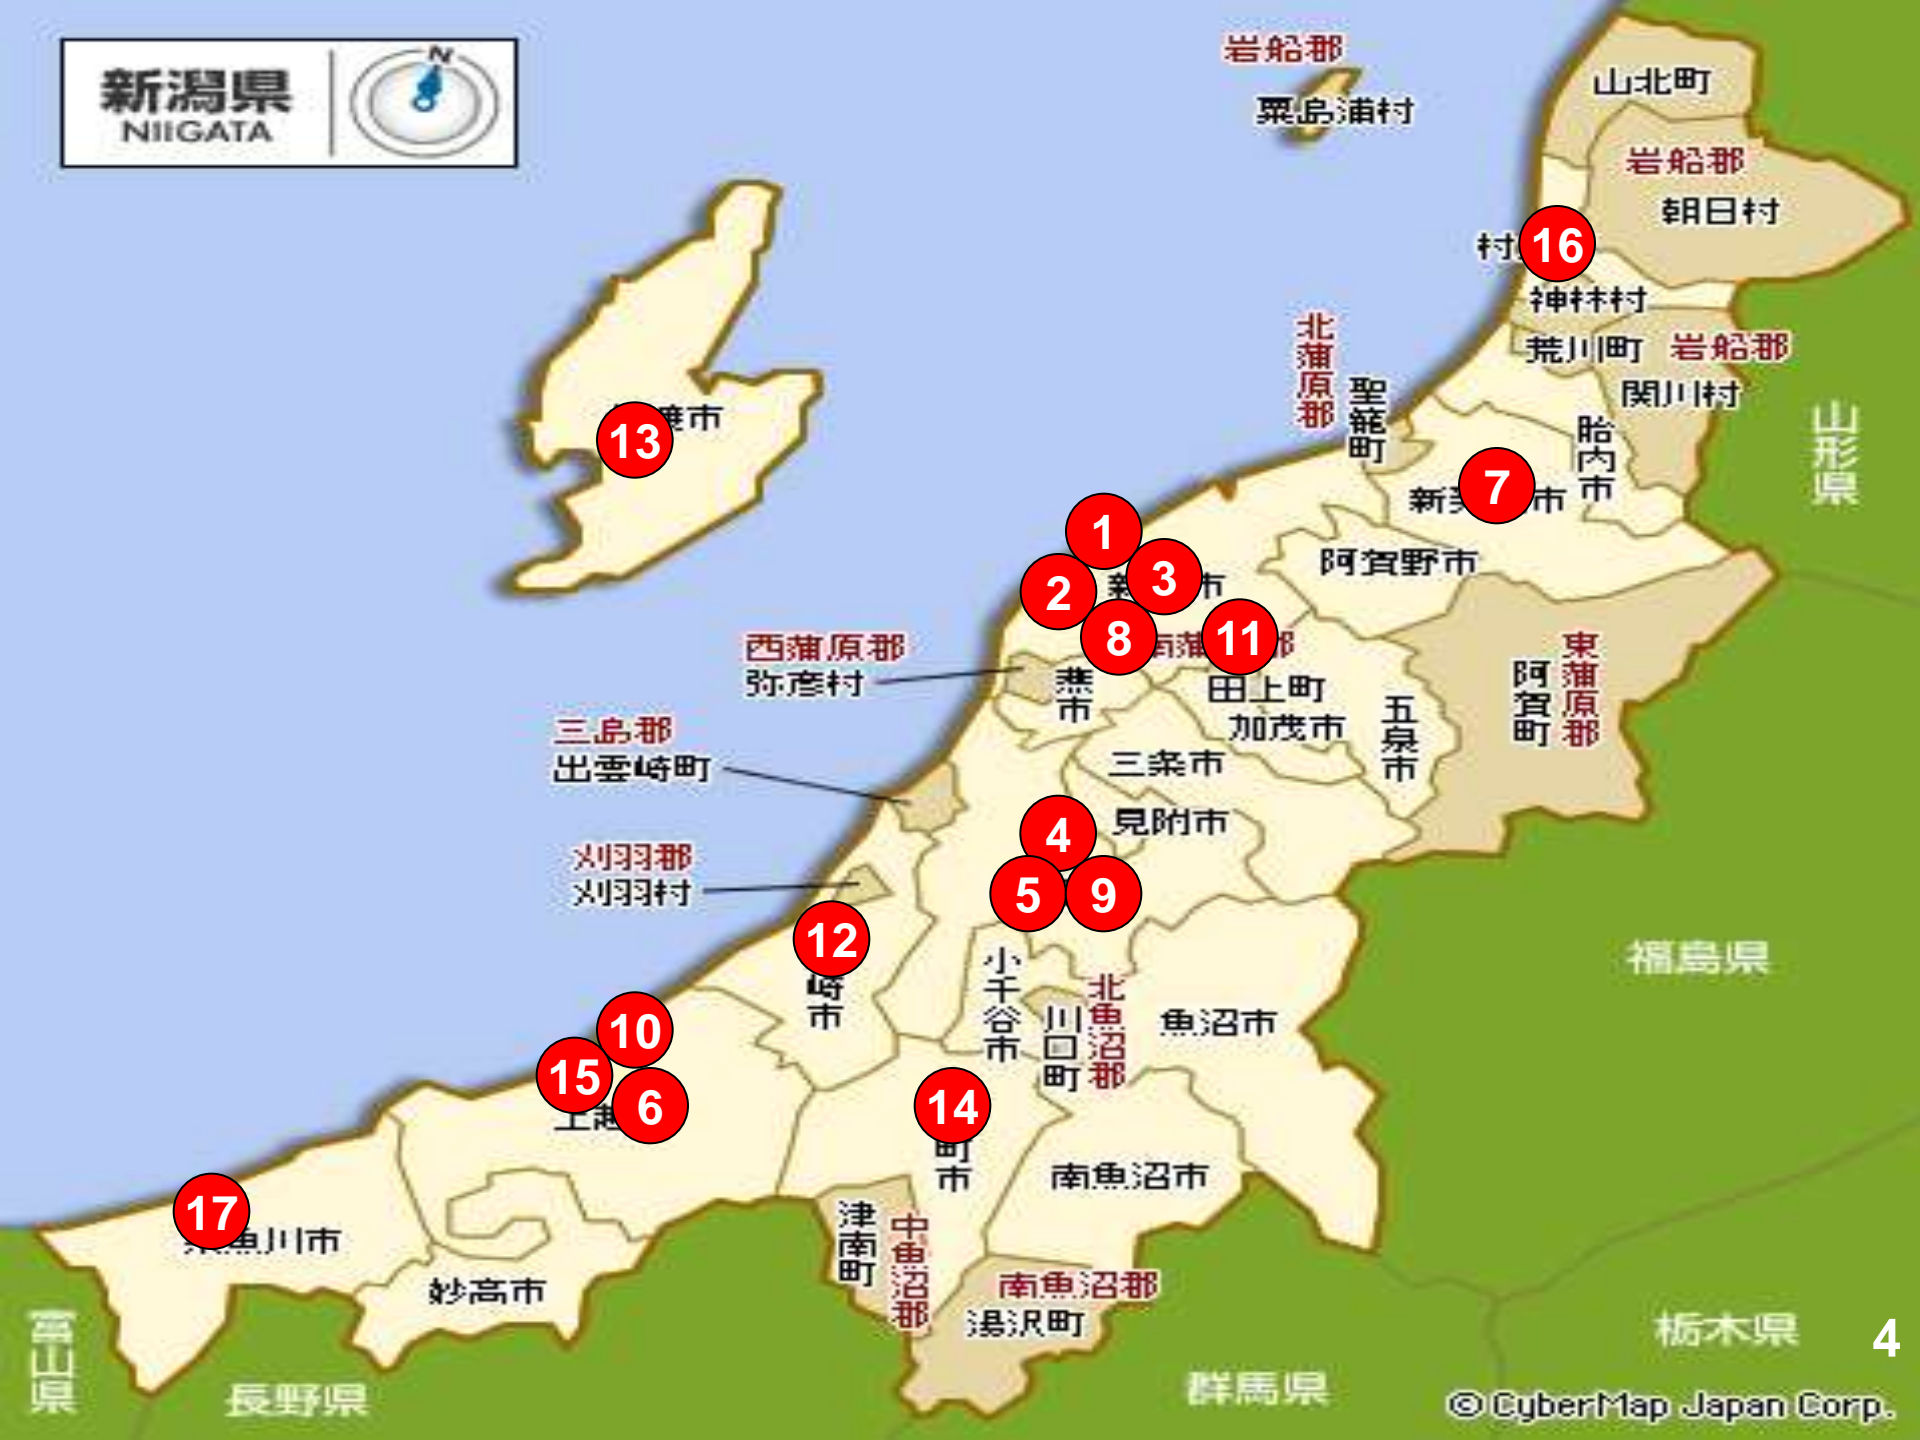 新潟県
NIIGATA
N
岩船郡
粟島浦村
山北町
岩船郡
朝日村
村
16
神林村
荒川町
岩船郡
関川村
北蒲原郡
聖籠町
胎内市
山形県
13
市
7
新
市
1
2
3
市
阿賀野市
8
11
西蒲原郡
弥彦村
燕市
田上町
加茂市
五泉市
東蒲原郡
阿賀町
三島郡
出雲崎町
三条市
見附市
4
5
9
刈羽郡
刈羽村
12
崎市
小千谷市
川口町
北魚沼郡
魚沼市
福島県
10
15
6
上
14
町市
南魚沼市
17
魚川市
妙高市
津南町
中魚沼郡
南魚沼郡
湯沢町
富山県
長野県
群馬県
栃木県
4
© CyberMap Japan Corp.